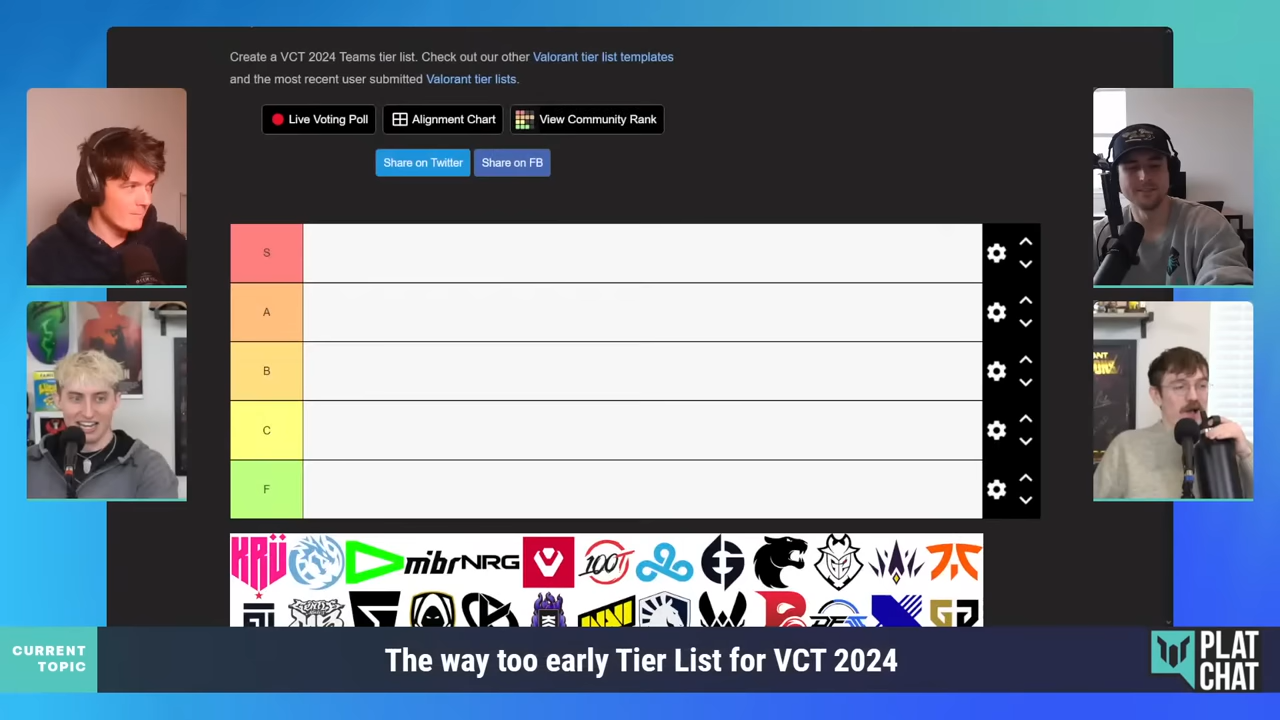 Create a VCT 2024 Teams tier list. Check out our other Valorant tier list templates
and the most recent user submitted Valorant tier lists.
Live Voting Poll
Alignment Chart
View Community Rank
Share on Twitter
Share on FB
S
A
B
C
F
KRÜ
mibr
NRG
100T
CURRENT
TOPIC
The way too early Tier List for VCT 2024
PLAT
CHAT